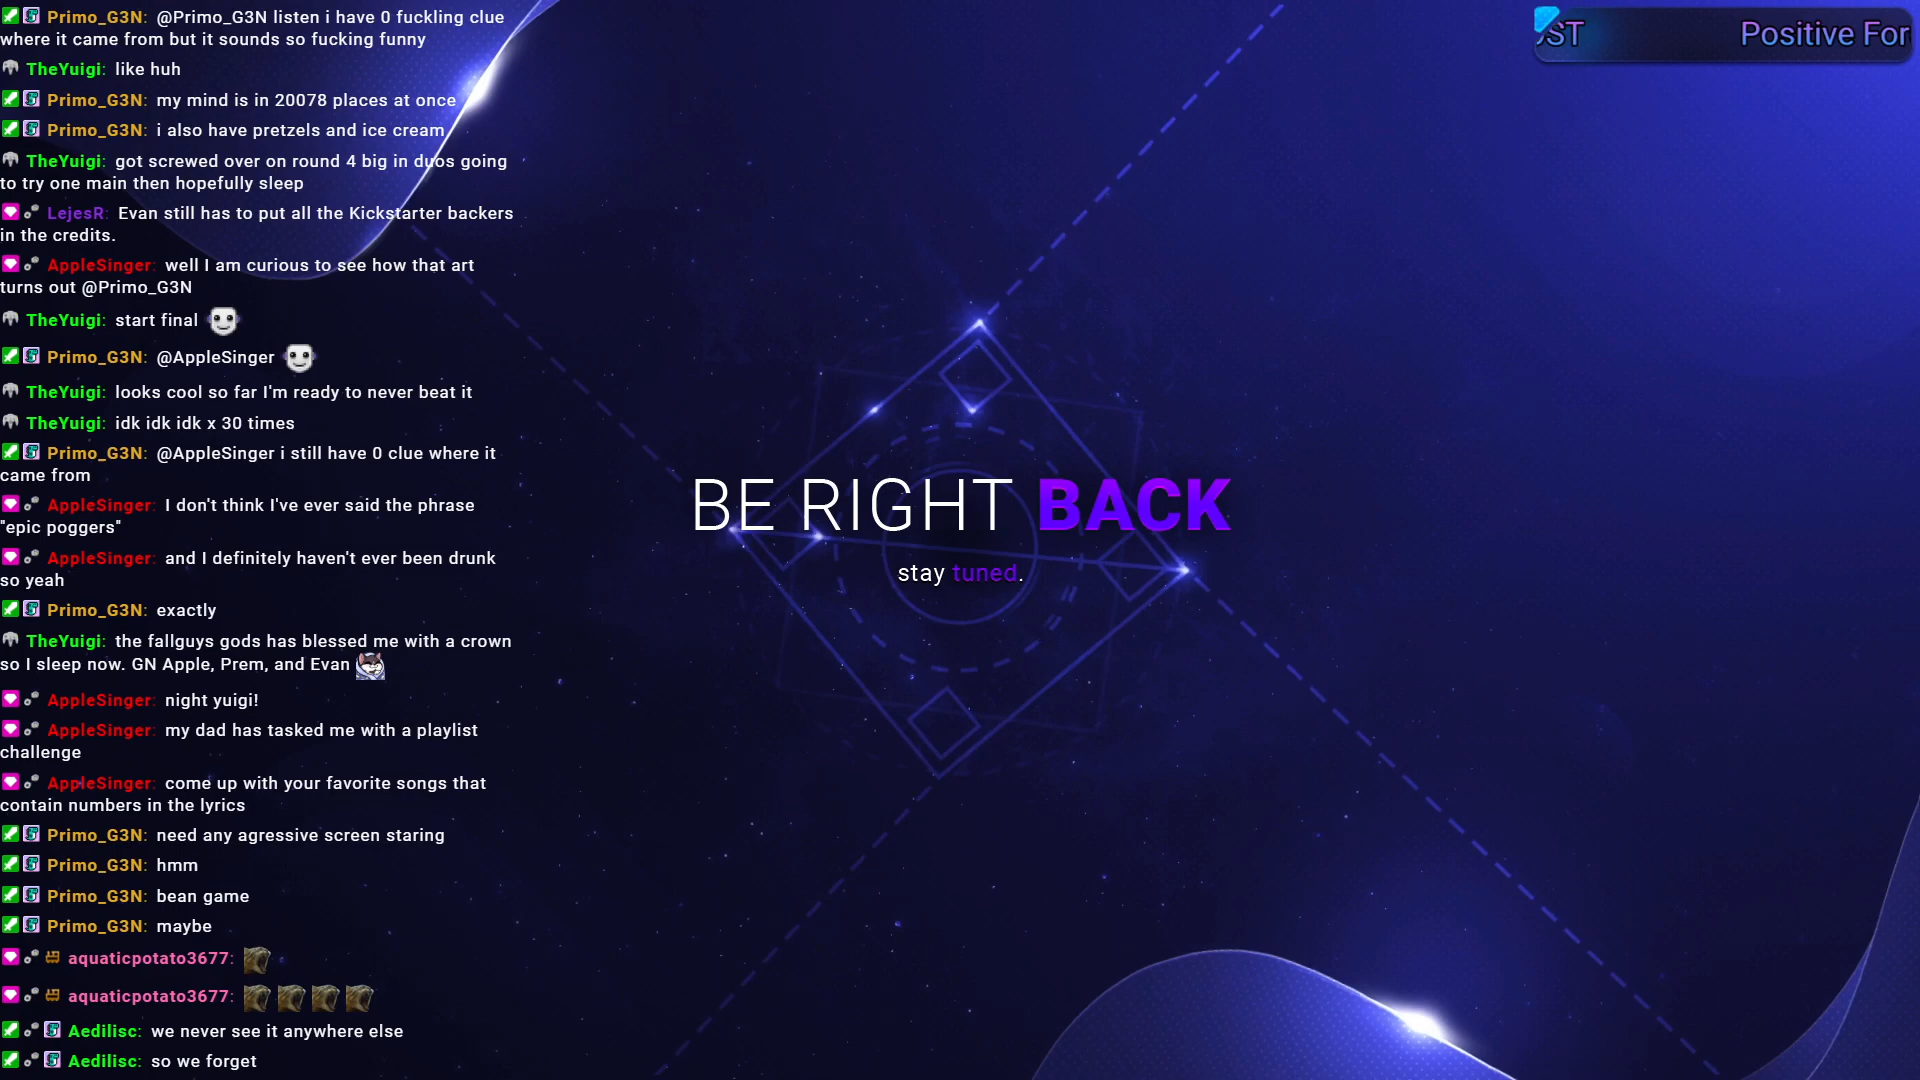 Primo_G3N: @Primo_G3N listen i have 0 fuckling clue
where it came from but it sounds so fucking funny
TheYuigi: like huh
Primo_G3N: my mind is in 20078 places at once
Primo_G3N: i also have pretzels and ice cream
TheYuigi: got screwed over on round 4 big in duos going
to try one main then hopefully sleep
LejesR: Evan still has to put all the Kickstarter backers
in the credits.
AppleSinger: well I am curious to see how that art
turns out @Primo_G3N
TheYuigi: start final
Primo_G3N: @AppleSinger
TheYuigi: looks cool so far I'm ready to never beat it
TheYuigi: idk idk idk x 30 times
Primo_G3N: @AppleSinger i still have 0 clue where it
came from
AppleSinger: I don't think I've ever said the phrase
"epic poggers"
AppleSinger: and I definitely haven't ever been drunk
so yeah
Primo_G3N: exactly
TheYuigi: the fallguys gods has blessed me with a crown
so I sleep now. GN Apple, Prem, and Evan
AppleSinger: night yuigi!
AppleSinger: my dad has tasked me with a playlist
challenge
AppleSinger: come up with your favorite songs that
contain numbers in the lyrics
Primo_G3N: need any agressive screen staring
Primo_G3N: hmm
Primo_G3N: bean game
Primo_G3N: maybe
aquaticpotato3677:
aquaticpotato3677:
Aedilisc: we never see it anywhere else
Aedilisc: so we forget
BE RIGHT BACK
stay tuned.
ST Positive For